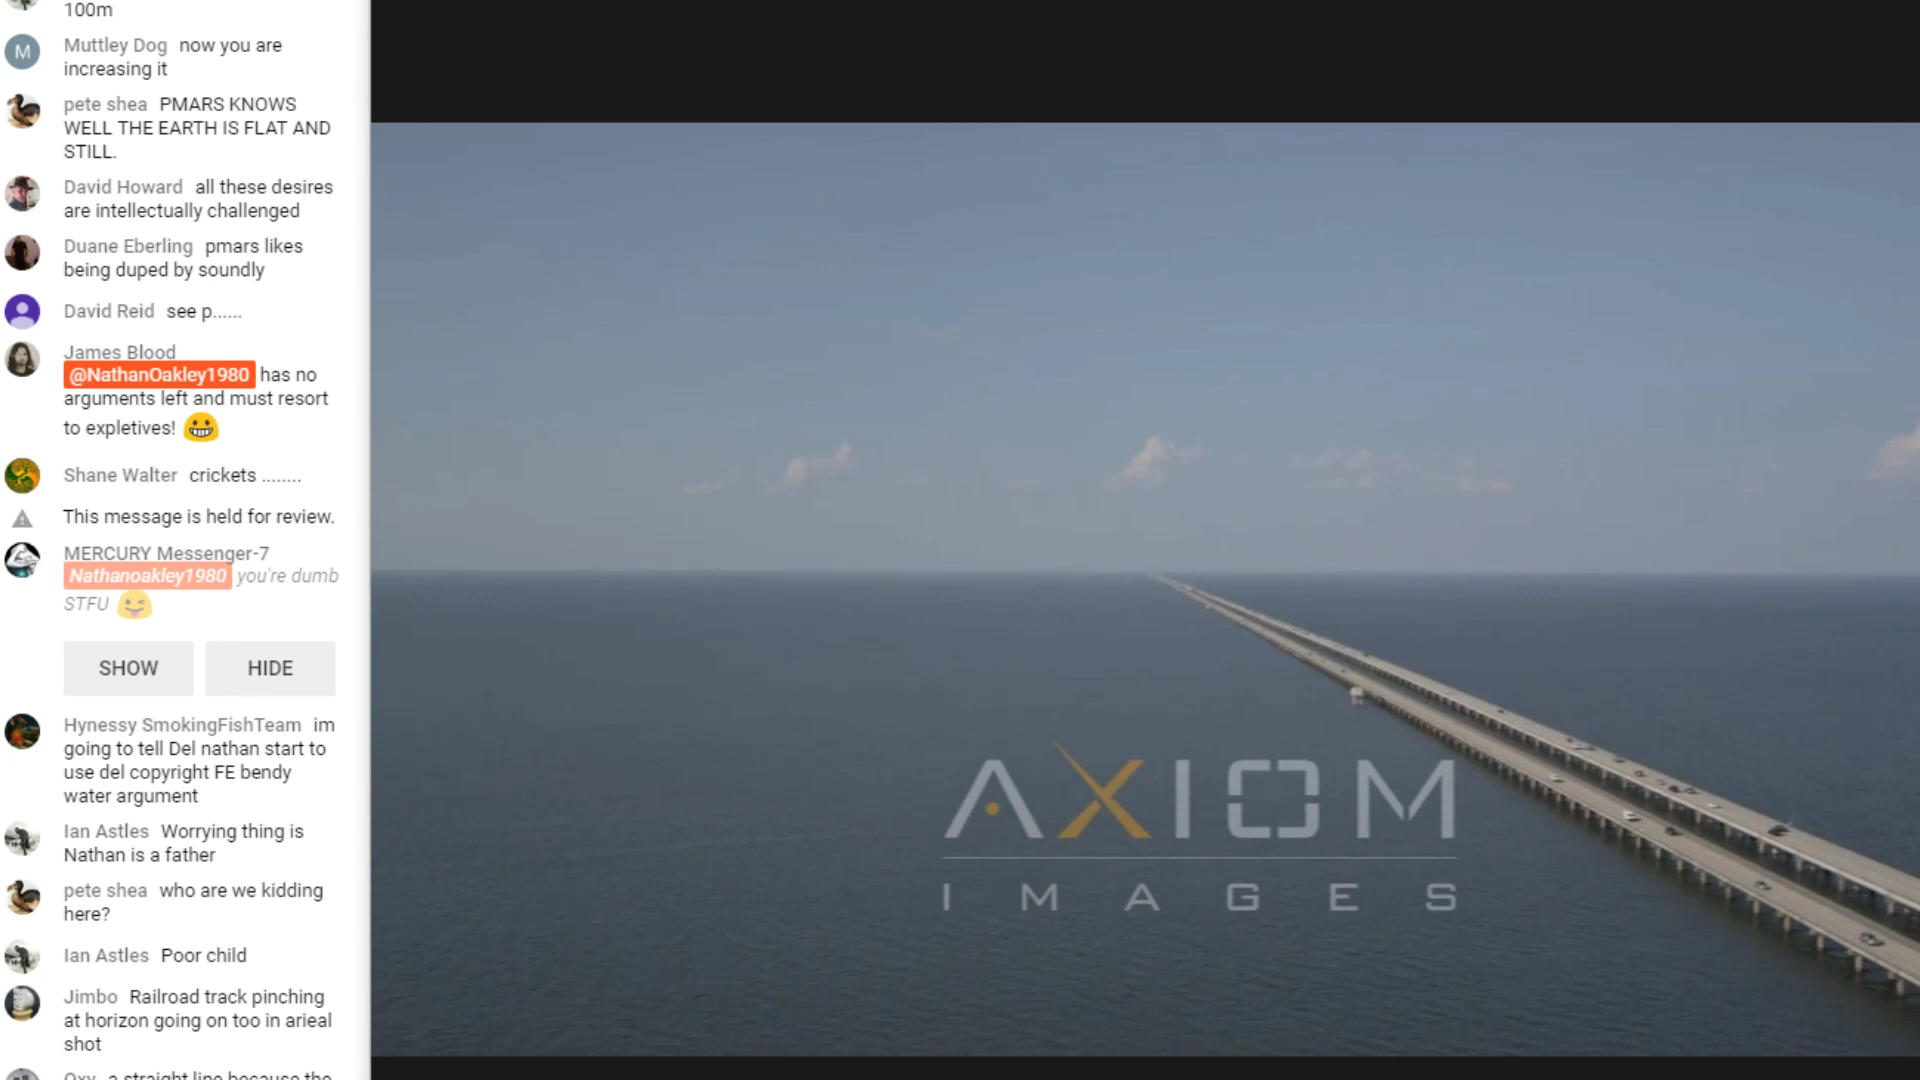 100m
M
Muttley Dog now you are
increasing it
pete shea PMARS KNOWS
WELL THE EARTH IS FLAT AND
STILL.
David Howard all these desires
are intellectually challenged
Duane Eberling pmars likes
being duped by soundly
David Reid see p......
James Blood
@NathanOakley1980 has no
arguments left and must resort
to expletives! 😀
Shane Walter crickets ........
This message is held for review.
MERCURY Messenger-7
Nathanoakley1980 you're dumb
STFU 😜
SHOW HIDE
Hynessy SmokingFishTeam im
going to tell Del nathan start to
use del copyright FE bendy
water argument
Ian Astles Worrying thing is
Nathan is a father
pete shea who are we kidding
here?
Ian Astles Poor child
Jimbo Railroad track pinching
at horizon going on too in arieal
shot
Oxy a straight line because the
AXIOM
IMAGES